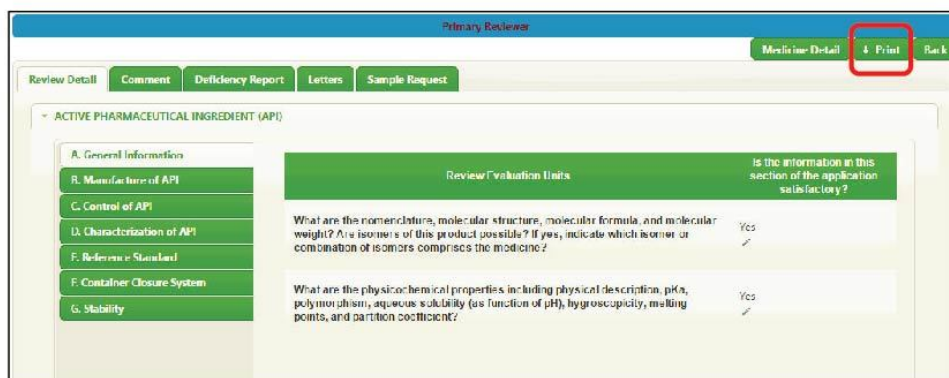 Primary Reviewer
Medicine Detail
↓ Print
Back
Review Detail
Comment
Deficiency Report
Letters
Sample Request
ACTIVE PHARMACEUTICAL INGREDIENT (API)
A. General Information
B. Manufacture of API
C. Control of API
D. Characterization of API
E. Reference Standard
F. Container Closure System
G. Stability
Review Evaluation Units
Is the information in this
section of the application
satisfactory?
What are the nomenclature, molecular structure, molecular formula, and molecular
weight? Are isomers of this product possible? If yes, indicate which isomer or
combination of isomers comprises the medicine?
Yes
What are the physicochemical properties including physical description, pKa,
polymorphism, aqueous solubility (as function of pH), hygroscopicity, melting
points, and partition coefficient?
Yes